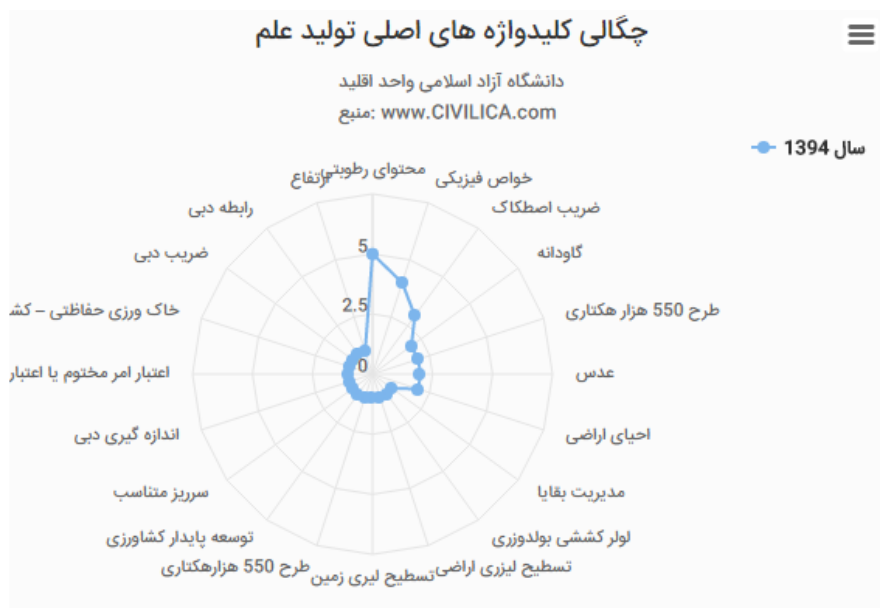 چگالی کلیدواژه های اصلی تولید علم
دانشگاه آزاد اسلامی واحد اقلید
منبع: www.CIVILICA.com
سال 1394
محتوای رطوبتی
خواص فیزیکی
ضریب اصطکاک
گاودانه
طرح 550 هزار هکتاری
عدس
احیای اراضی
مدیریت بقایا
لولر کششی بولدوزری
تسطیح لیزری اراضی
تسطیح لیری زمین
طرح 550 هزارهکتاری
توسعه پایدار کشاورزی
سرریز متناسب
اندازه گیری دبی
اعتبار امر مختوم یا اعتبار
خاک ورزی حفاظتی – کش
ضریب دبی
رابطه دبی
ارتفاع
5
2.5
0